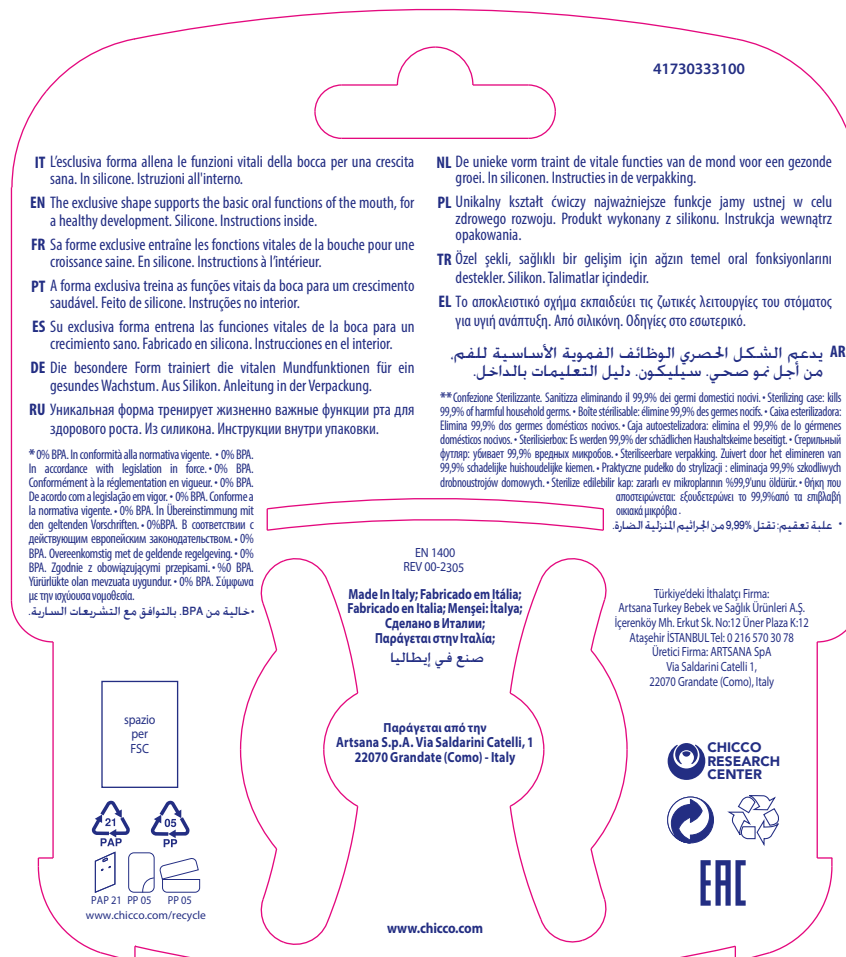 41730333100
IT L'esclusiva forma allena le funzioni vitali della bocca per una crescita
sana. In silicone. Istruzioni all'interno.
EN The exclusive shape supports the basic oral functions of the mouth, for
a healthy development. Silicone. Instructions inside.
FR Sa forme exclusive entraîne les fonctions vitales de la bouche pour une
croissance saine. En silicone. Instructions à l'intérieur.
PT A forma exclusiva treina as funções vitais da boca para um crescimento
saudável. Feito de silicone. Instruções no interior.
ES Su exclusiva forma entrena las funciones vitales de la boca para un
crecimiento sano. Fabricado en silicona. Instrucciones en el interior.
DE Die besondere Form trainiert die vitalen Mundfunktionen für ein
gesundes Wachstum. Aus Silikon. Anleitung in der Verpackung.
RU Уникальная форма тренирует жизненно важные функции рта для
здорового роста. Из силикона. Инструкции внутри упаковки.
* 0% BPA. In conformità alla normativa vigente. • 0% BPA.
In accordance with legislation in force. • 0% BPA.
Conformément à la réglementation en vigueur. • 0% BPA.
De acordo com a legislação em vigor. • 0% BPA. Conforme a
la normativa vigente. • 0% BPA. In Übereinstimmung mit
den geltenden Vorschriften. • 0%BPA. В соответствии с
действующим европейским законодательством. • 0%
BPA. Overeenkomstig met de geldende regelgeving. • 0%
BPA. Zgodnie z obowiązującymi przepisami. • %0 BPA.
Yürürlükte olan mevzuata uygundur. • 0% BPA. Σύμφωνα
με την ισχύουσα νομοθεσία.
•خالية من BPA. بالتوافق مع التشريعات السارية.
NL De unieke vorm traint de vitale functies van de mond voor een gezonde
groei. In siliconen. Instructies in de verpakking.
PL Unikalny kształt ćwiczy najważniejsze funkcje jamy ustnej w celu
zdrowego rozwoju. Produkt wykonany z silikonu. Instrukcja wewnątrz
opakowania.
TR Özel şekli, sağlıklı bir gelişim için ağzın temel oral fonksiyonlarını
destekler. Silikon. Talimatlar içindedir.
EL Το αποκλειστικό σχήμα εκπαιδεύει τις ζωτικές λειτουργίες του στόματος
για υγιή ανάπτυξη. Από σιλικόνη. Οδηγίες στο εσωτερικό.
AR يدعم الشكل الحصري الوظائف الفموية الأساسية للفم،
من أجل نمو صحي. سيليكون. دليل التعليمات بالداخل.
** Confezione Sterilizzante. Sanitizza eliminando il 99,9% dei germi domestici nocivi. • Sterilizing case: kills
99,9% of harmful household germs. • Boîte stérilisable: élimine 99,9% des germes nocifs. • Caixa esterilizadora:
Elimina 99,9% dos germes domésticos nocivos. • Caja autoestelizadora: elimina el 99,9% de lo gérmenes
domésticos nocivos. • Sterilisierbox: Es werden 99,9% der schädlichen Haushaltskeime beseitigt. • Стерильный
футляр: убивает 99,9% вредных микробов. • Steriliseerbare verpakking. Zuivert door het elimineren van
99,9% schadelijke huishoudelijke kiemen. • Praktyczne pudełko do strylizacji : eliminacja 99,9% szkodliwych
drobnoustrojów domowych. • Sterilize edilebilir kap: zararlı ev mikroplarının %99,9'unu öldürür. • Θήκη που
αποστειρώνεται: εξουδετερώνει το 99,9%από τα επιβλαβή
οικιακά μικρόβια .
• علبة تعقيم: تقتل %9,99 من الجراثيم المنزلية الضارة.
EN 1400
REV 00-2305
Made In Italy; Fabricado em Itália;
Fabricado en Italia; Menşei: İtalya;
Сделано в Италии;
Παράγεται στην Ιταλία;
صنع في إيطاليا
Türkiye'deki İthalatçı Firma:
Artsana Turkey Bebek ve Sağlık Ürünleri A.Ş.
İçerenköy Mh. Erkut Sk. No:12 Üner Plaza K:12
Ataşehir İSTANBUL Tel: 0 216 570 30 78
Üretici Firma: ARTSANA SpA
Via Saldarini Catelli 1,
22070 Grandate (Como), Italy
spazio
per
FSC
Παράγεται από την
Artsana S.p.A. Via Saldarini Catelli, 1
22070 Grandate (Como) - Italy
CHICCO
RESEARCH
CENTER
21
PAP
05
PP
PAP 21 PP 05 PP 05
www.chicco.com/recycle
EAC
www.chicco.com